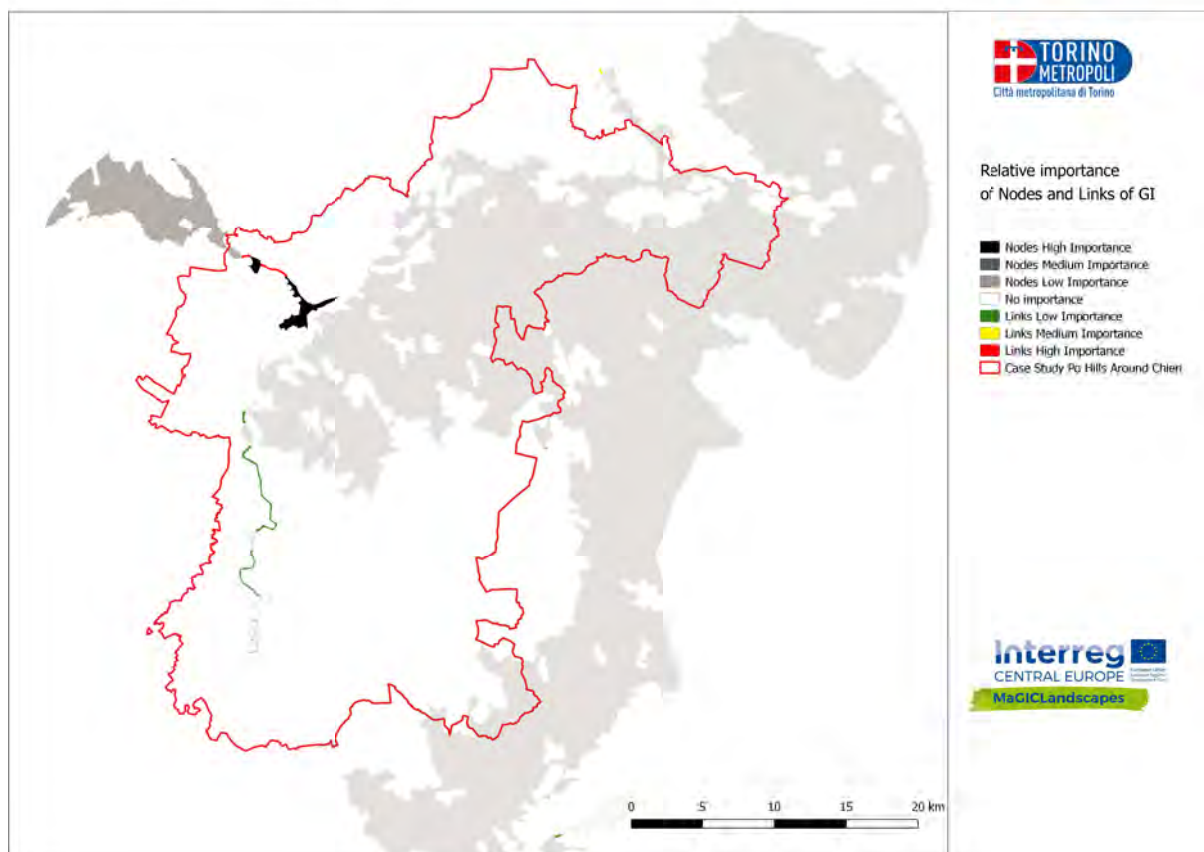 TORINO
METROPOLI
Città metropolitana di Torino
Relative importance
of Nodes and Links of GI
Nodes High Importance
Nodes Medium Importance
Nodes Low Importance
No importance
Links Low Importance
Links Medium Importance
Links High Importance
Case Study Po Hills Around Chieri
Interreg
CENTRAL EUROPE
MaGICLandscapes
0 5 10 15 20 km